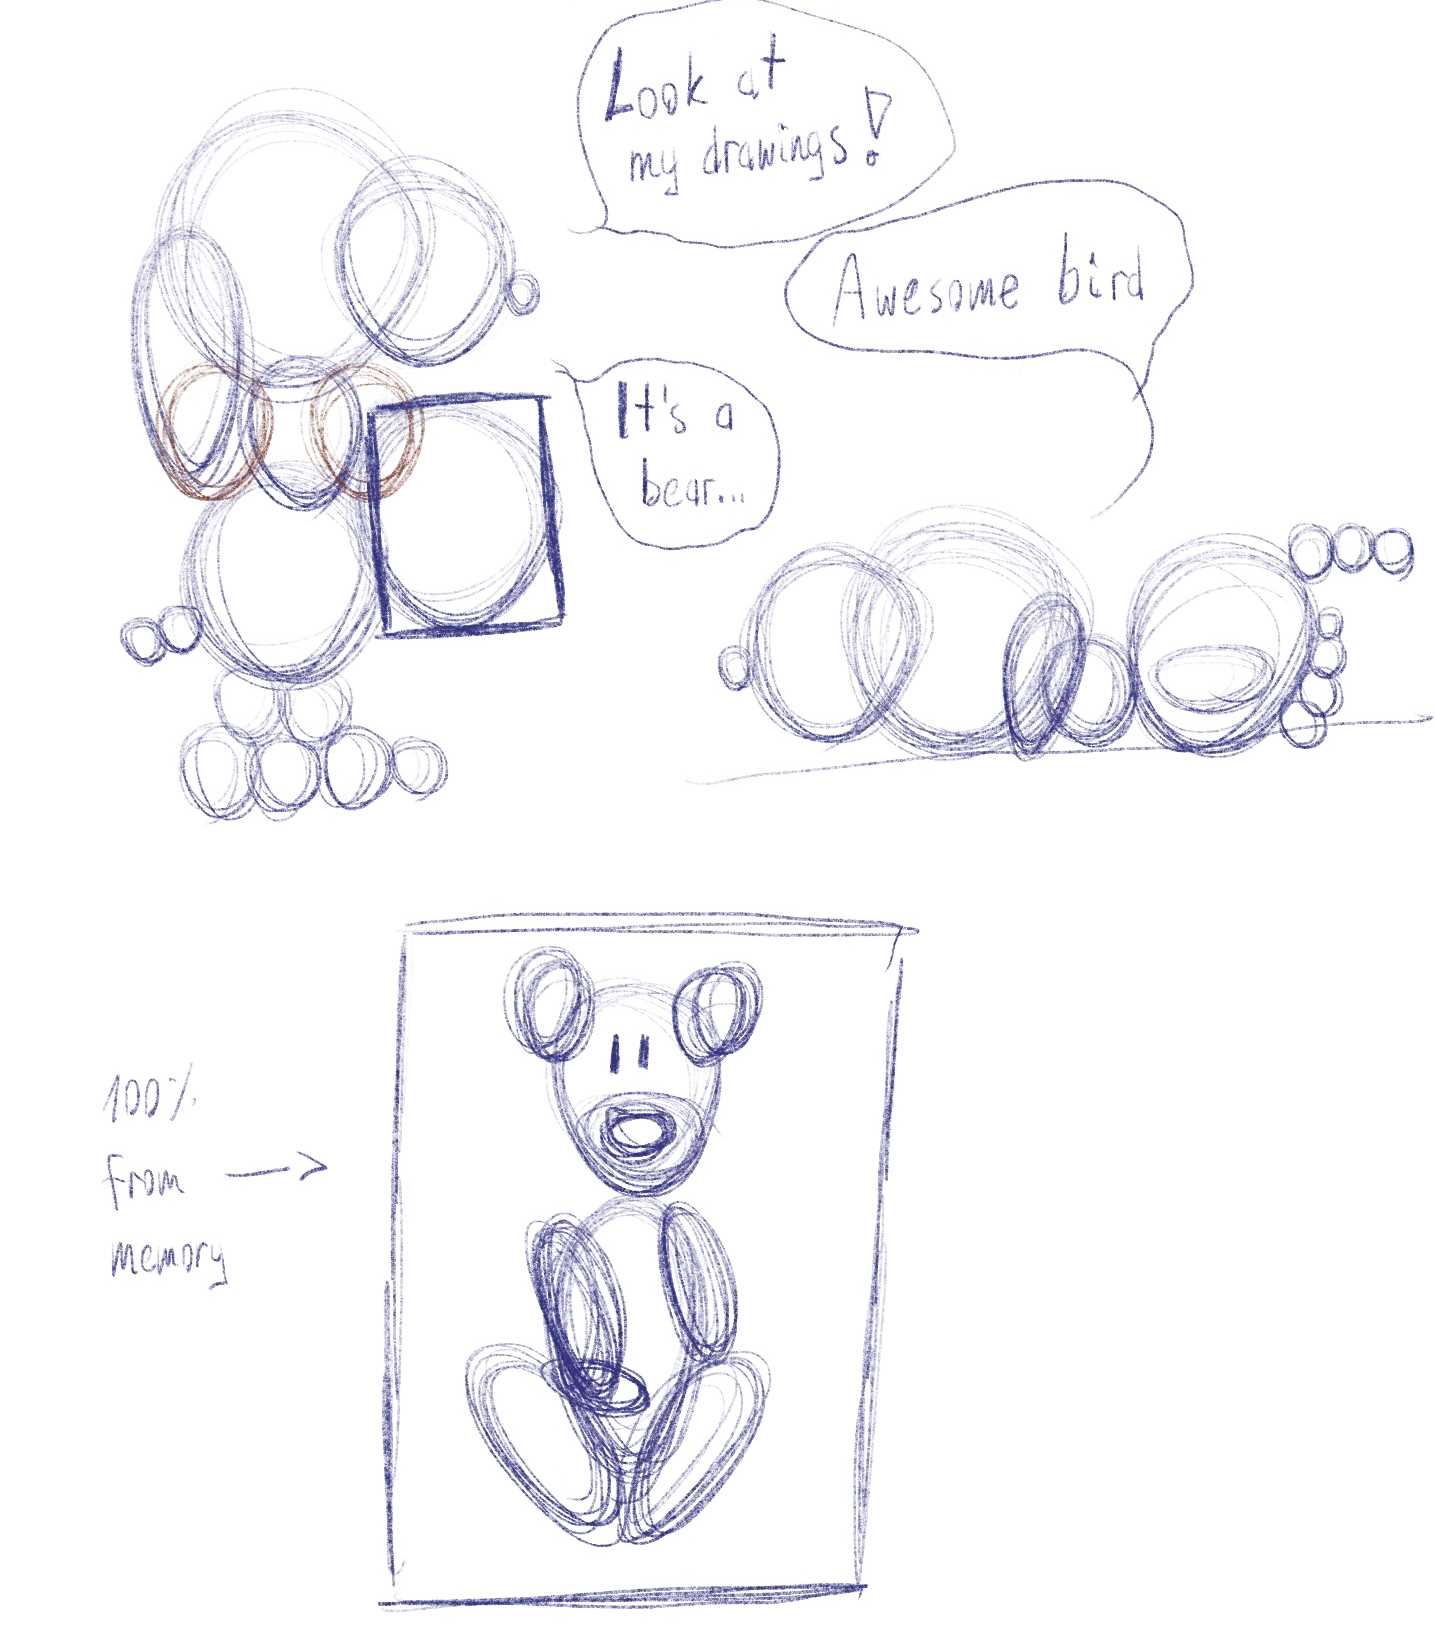 Look at
my drawings!
Awesome bird
It's a
bear...
100%
from
memory